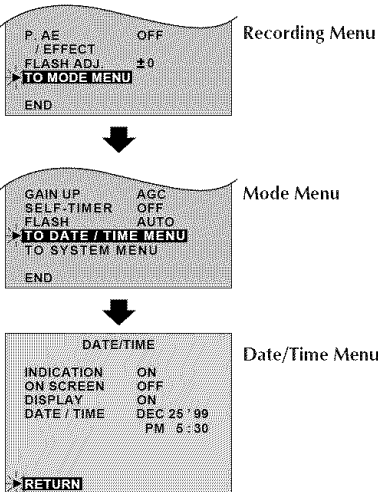 P. AE OFF
/ EFFECT
FLASH ADJ. ±0
TO MODE MENU
END
Recording Menu
GAIN UP AGC
SELF-TIMER OFF
FLASH AUTO
TO DATE / TIME MENU
TO SYSTEM MENU
END
Mode Menu
DATE/TIME
INDICATION ON
ON SCREEN OFF
DISPLAY ON
DATE / TIME DEC 25 '99
PM 5:30
RETURN
Date/Time Menu